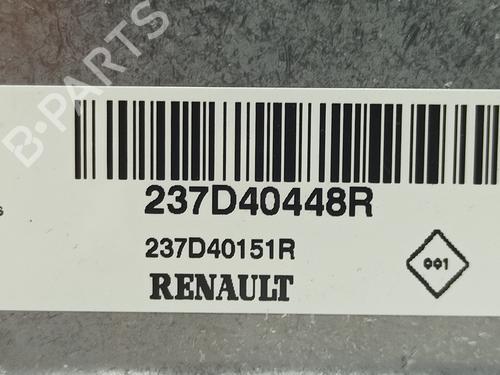 B-PARTS
s
237D40448R
237D40151R
RENAULT
001